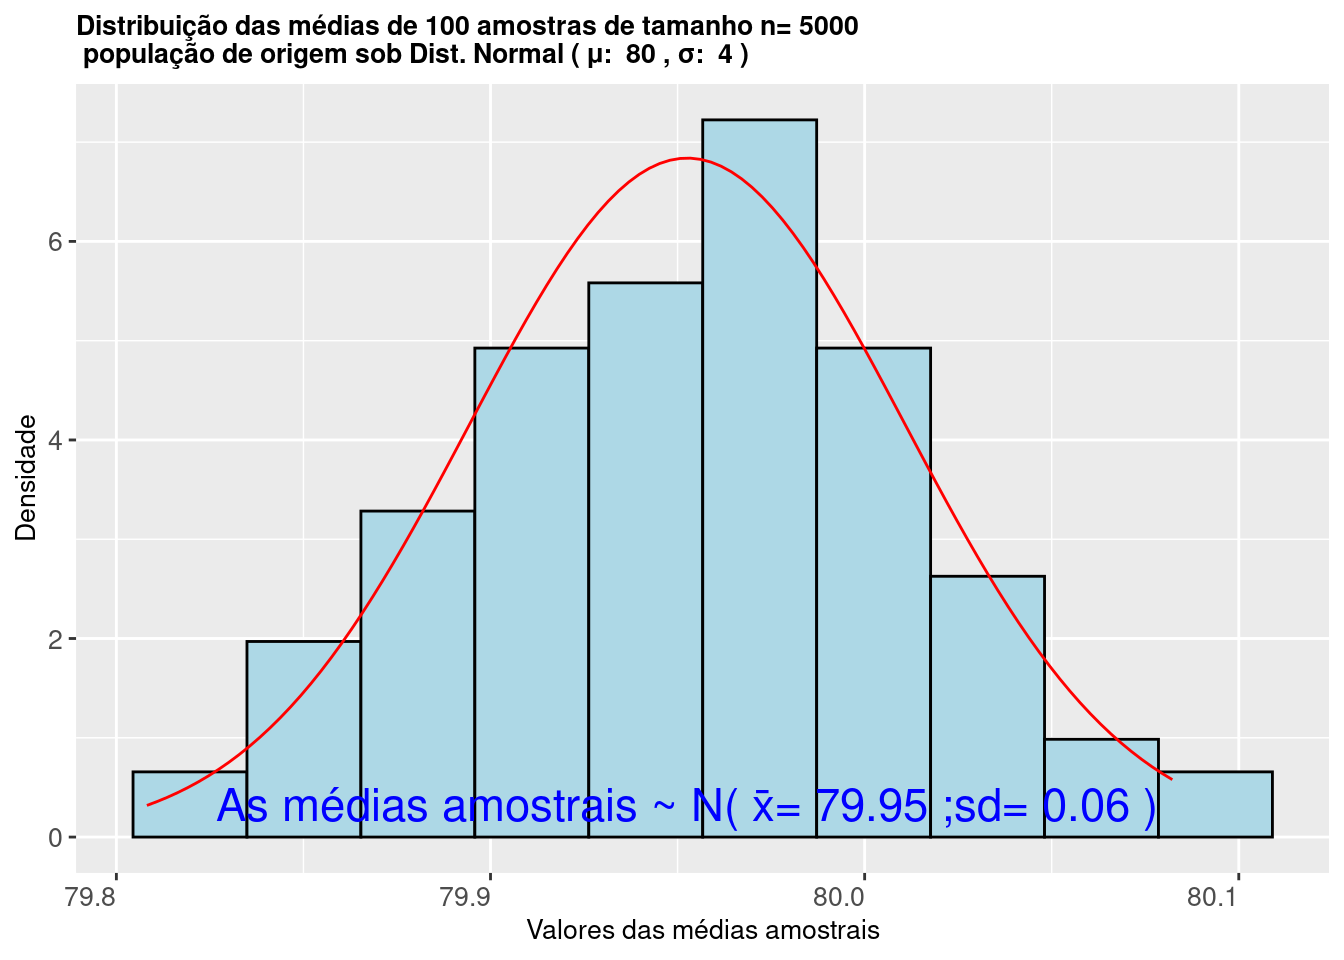 Distribuição das médias de 100 amostras de tamanho n= 5000
população de origem sob Dist. Normal ( μ:  80 , σ:  4 )
Densidade
6
4
2
0
As médias amostrais ~ N( x̄= 79.95 ;sd= 0.06 )
79.8 79.9 80.0 80.1
Valores das médias amostrais